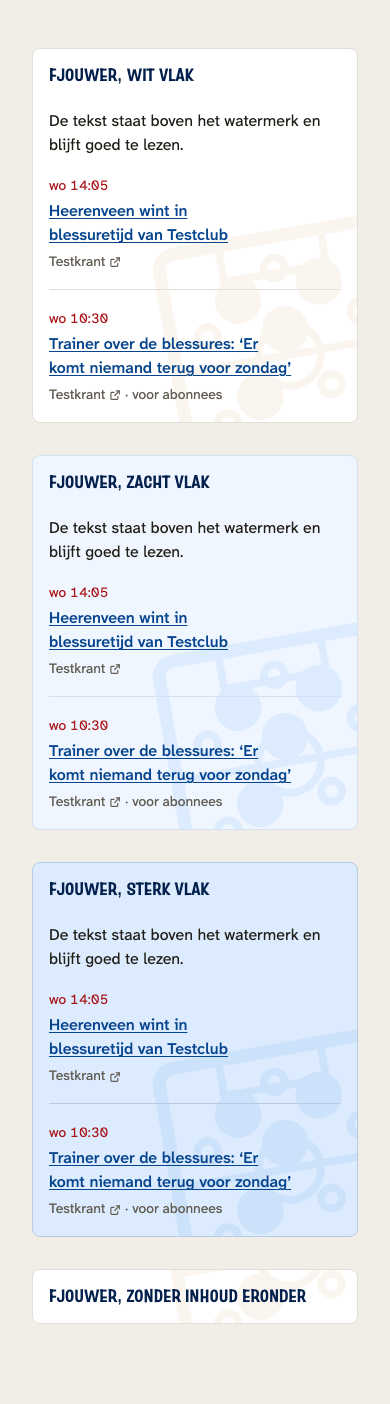 FJOUWER, WIT VLAK
De tekst staat boven het watermerk en
blijft goed te lezen.
wo 14:05
Heerenveen wint in
blessuretijd van Testclub
Testkrant
wo 10:30
Trainer over de blessures: ‘Er
komt niemand terug voor zondag’
Testkrant · voor abonnees
FJOUWER, ZACHT VLAK
De tekst staat boven het watermerk en
blijft goed te lezen.
wo 14:05
Heerenveen wint in
blessuretijd van Testclub
Testkrant
wo 10:30
Trainer over de blessures: ‘Er
komt niemand terug voor zondag’
Testkrant · voor abonnees
FJOUWER, STERK VLAK
De tekst staat boven het watermerk en
blijft goed te lezen.
wo 14:05
Heerenveen wint in
blessuretijd van Testclub
Testkrant
wo 10:30
Trainer over de blessures: ‘Er
komt niemand terug voor zondag’
Testkrant · voor abonnees
FJOUWER, ZONDER INHOUD ERONDER